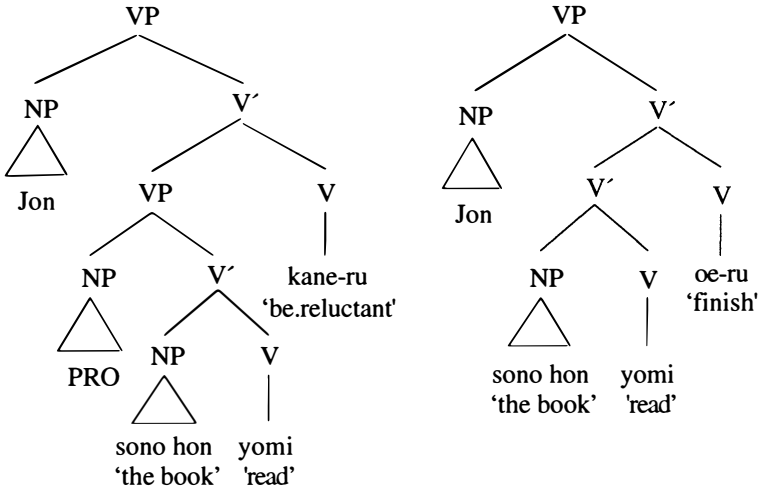 VP
NP V´
Jon
VP V
NP V´ kane-ru
'be.reluctant'
PRO NP V
sono hon yomi
'the book' 'read'
VP
NP V´
Jon
V´ V
NP V oe-ru
'finish'
sono hon yomi
'the book' 'read'